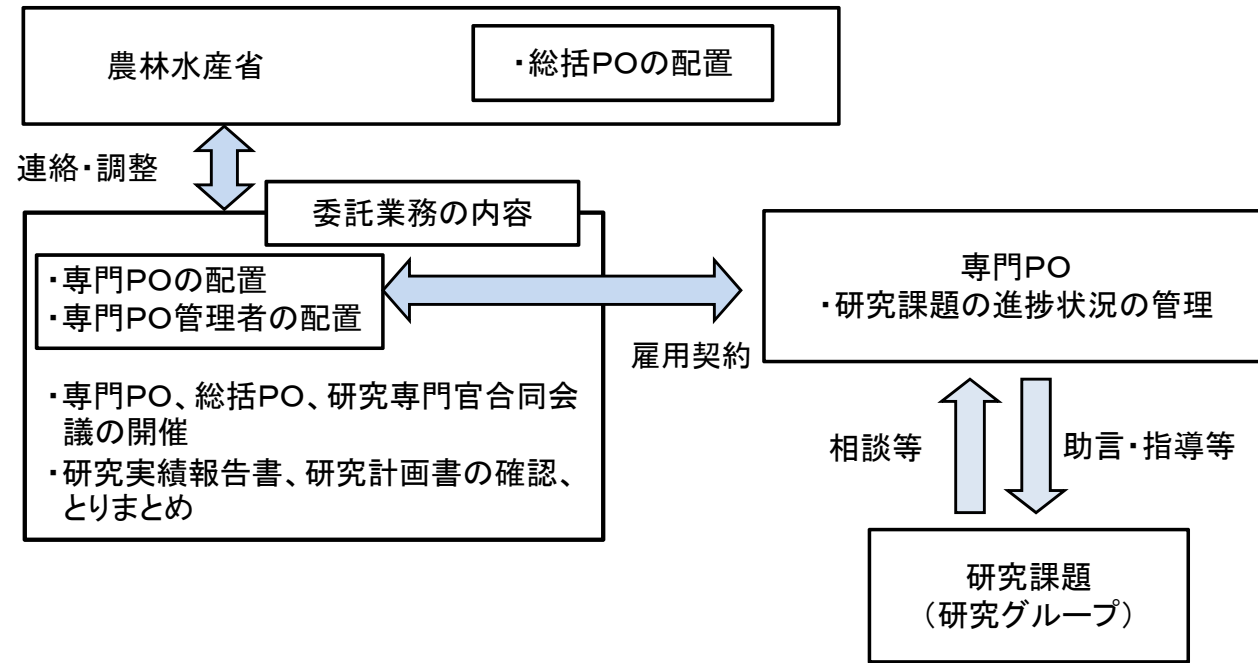 農林水産省
・総括POの配置
連絡・調整
委託業務の内容
・専門POの配置
・専門PO管理者の配置
・専門PO、総括PO、研究専門官合同会
議の開催
・研究実績報告書、研究計画書の確認、
とりまとめ
雇用契約
専門PO
・研究課題の進捗状況の管理
相談等
助言・指導等
研究課題
（研究グループ）